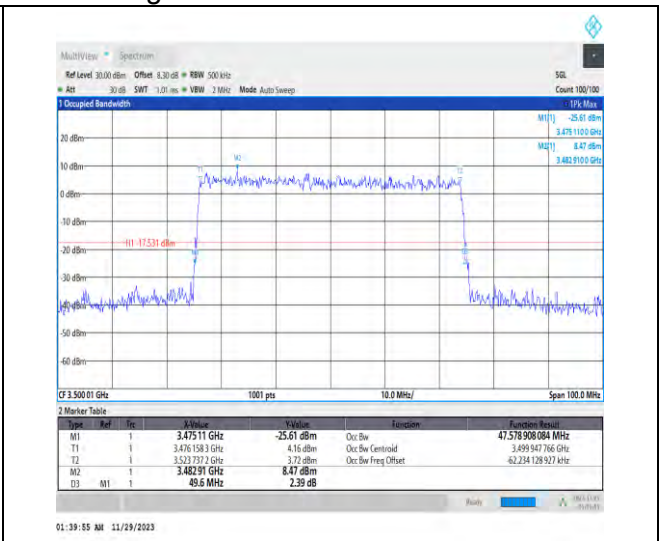 MultiView Spectrum
Ref Level 30.00 dBm Offset 8.30 dB RBW 500 kHz SGL
Att 30 dB SWT 1.01 ms VBW 2 MHz Mode Auto Sweep Count 100/100
1 Occupied Bandwidth 1Pk Max
M1[1] -25.61 dBm
3.475 1100 GHz
M2[1] 8.47 dBm
3.482 9100 GHz
20 dBm
10 dBm
0 dBm
-10 dBm
-20 dBm
-30 dBm
-40 dBm
-50 dBm
-60 dBm
T1
M2
H1 -17.531 dBm
CF 3.500 01 GHz 1001 pts 10.0 MHz/ Span 100.0 MHz
2 Marker Table
Type Ref Trc X-Value Y-Value Function Function Result
M1 1 3.475 11 GHz -25.61 dBm Occ Bw 47.578 908 084 MHz
T1 1 3.476 158 3 GHz 4.16 dBm Occ Bw Centroid 3.499 947 766 GHz
T2 1 3.523 737 2 GHz 3.72 dBm Occ Bw Freq Offset -62.234 128 927 kHz
M2 1 3.482 91 GHz 8.47 dBm
D3 M1 1 49.6 MHz 2.39 dB
Ready
01:39:55 AM 11/29/2023